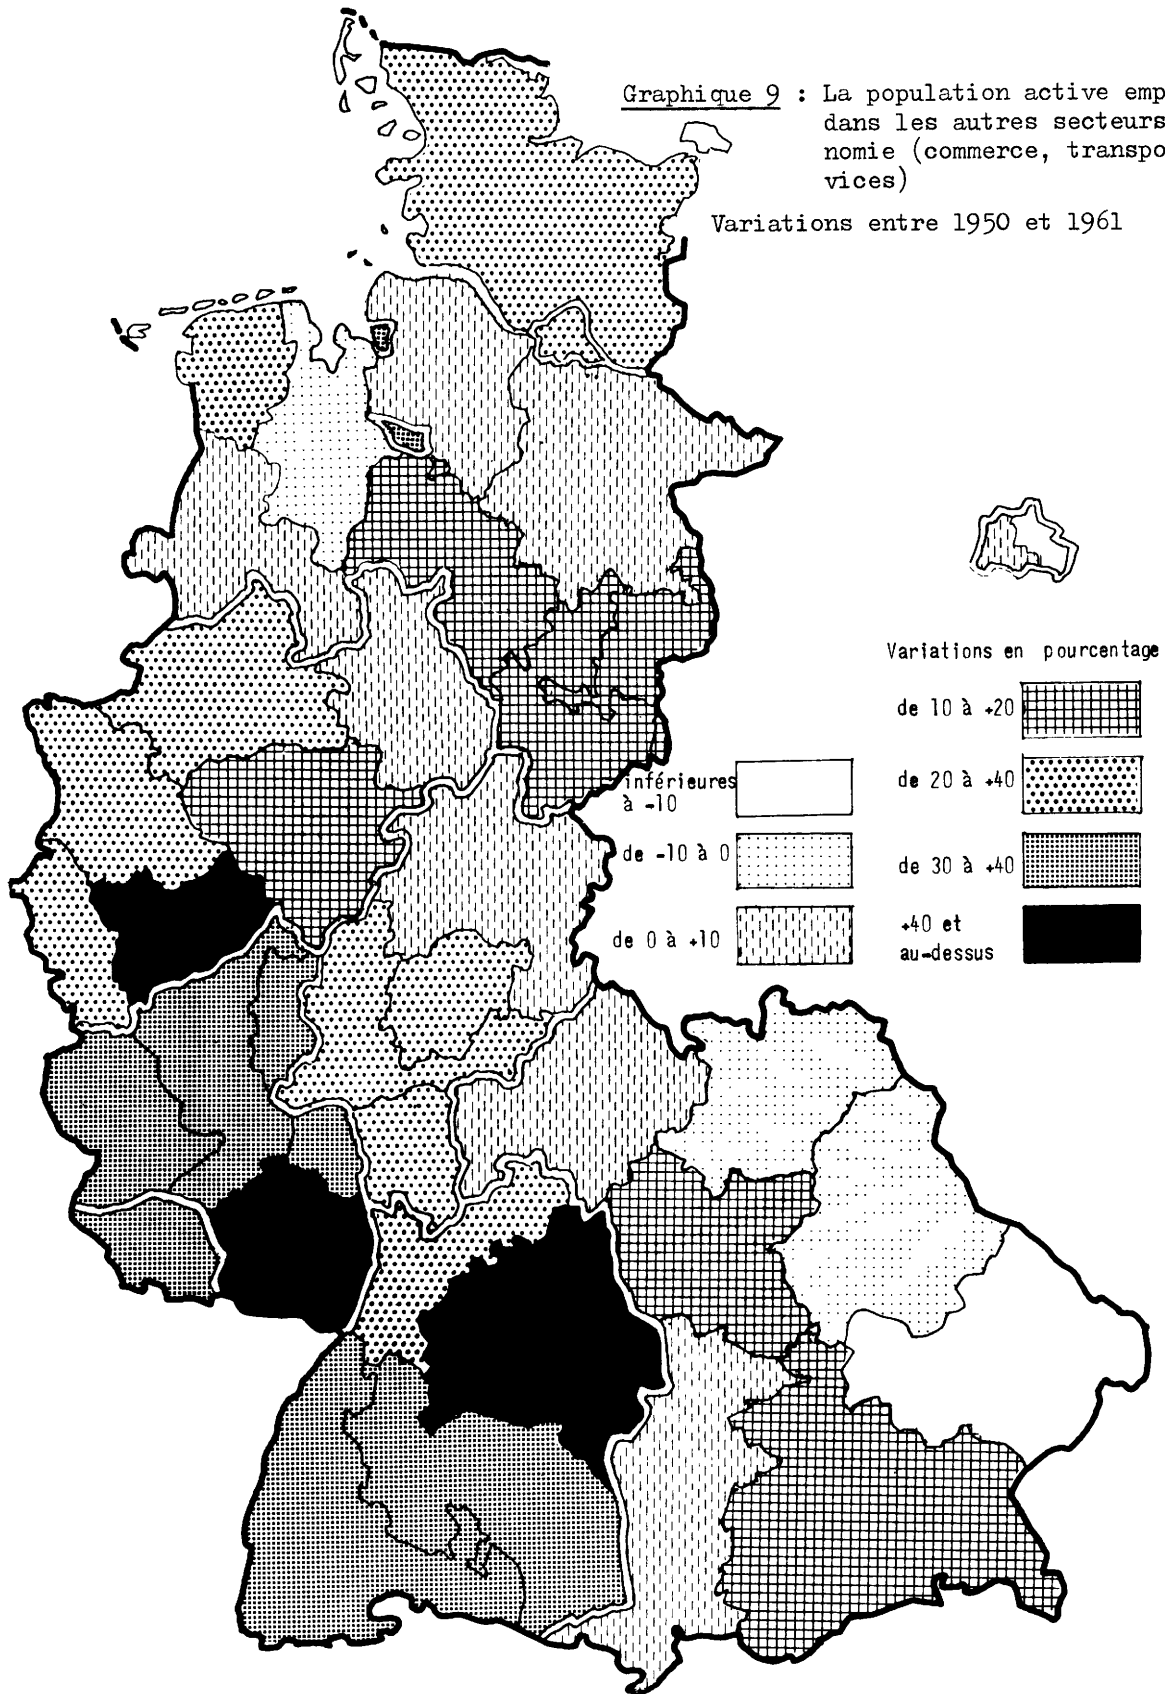 Graphique 9 : La population active emp
dans les autres secteurs
nomie (commerce, transpo
vices)
Variations entre 1950 et 1961
Variations en pourcentage
de 10 à +20
inférieures
à -10
de 20 à +40
de -10 à 0
de 30 à +40
de 0 à +10
+40 et
au-dessus